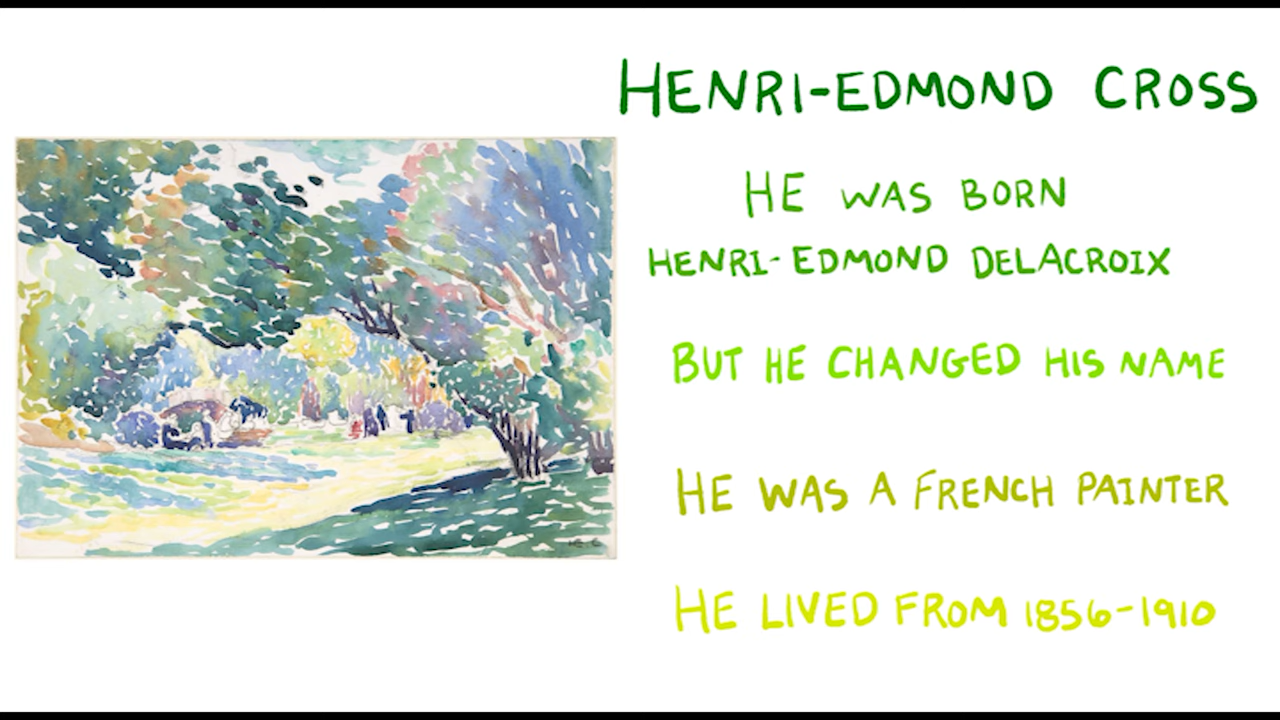 HENRI-EDMOND CROSS
HE WAS BORN
HENRI-EDMOND DELACROIX
BUT HE CHANGED HIS NAME
HE WAS A FRENCH PAINTER
HE LIVED FROM 1856-1910